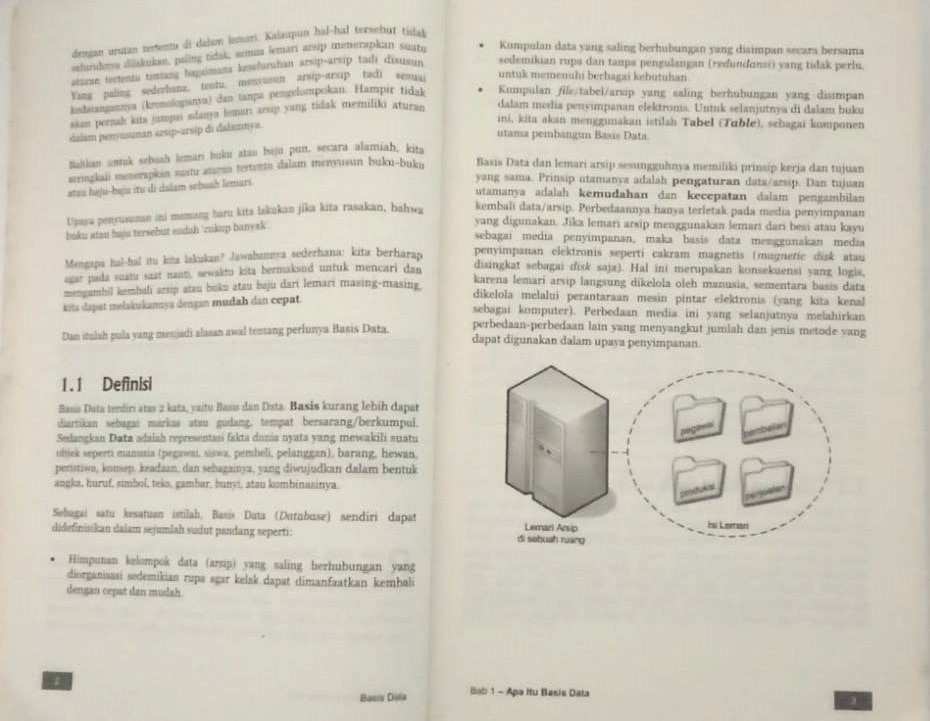 dengan urutan tertentu di dalam lemari. Kalaupun hal-hal tersebut tidak
seluruhnya dilakukan, paling tidak, semua lemari arsip menerapkan suatu
aturan tertentu tentang bagaimana keseluruhan arsip-arsip tadi disusun.
Yang paling sederhana, tentu, menyusun arsip-arsip tadi sesuai
kedatangannya (kronologisnya) dan tanpa pengelompokan. Hampir tidak
akan pernah kita jumpai adanya lemari arsip yang tidak memiliki aturan
dalam penyusunan arsip-arsip di dalamnya.
Bahkan untuk sebuah lemari buku atau baju pun, secara alamiah, kita
seringkali menerapkan suatu aturan tertentu dalam menyusun buku-buku
atau baju-baju itu di dalam sebuah lemari.
Upaya penyusunan ini memang baru kita lakukan jika kita rasakan, bahwa
buku atau baju tersebut sudah 'cukup banyak'.
Mengapa hal-hal itu kita lakukan? Jawabannya sederhana: kita berharap
agar pada suatu saat nanti, sewaktu kita bermaksud untuk mencari dan
mengambil kembali arsip atau buku atau baju dari lemari masing-masing,
kita dapat melakukannya dengan mudah dan cepat.
Dan itulah pula yang menjadi alasan awal tentang perlunya Basis Data.
1.1 Definisi
Basis Data terdiri atas 2 kata, yaitu Basis dan Data. Basis kurang lebih dapat
diartikan sebagai markas atau gudang, tempat bersarang/berkumpul.
Sedangkan Data adalah representasi fakta dunia nyata yang mewakili suatu
objek seperti manusia (pegawai, siswa, pembeli, pelanggan), barang, hewan,
peristiwa, konsep, keadaan, dan sebagainya, yang diwujudkan dalam bentuk
angka, huruf, simbol, teks, gambar, bunyi, atau kombinasinya.
Sebagai satu kesatuan istilah, Basis Data (Database) sendiri dapat
didefinisikan dalam sejumlah sudut pandang seperti:
• Himpunan kelompok data (arsip) yang saling berhubungan yang
diorganisasi sedemikian rupa agar kelak dapat dimanfaatkan kembali
dengan cepat dan mudah.
2
Basis Data
• Kumpulan data yang saling berhubungan yang disimpan secara bersama
sedemikian rupa dan tanpa pengulangan (redundansi) yang tidak perlu,
untuk memenuhi berbagai kebutuhan.
• Kumpulan file/tabel/arsip yang saling berhubungan yang disimpan
dalam media penyimpanan elektronis. Untuk selanjutnya di dalam buku
ini, kita akan menggunakan istilah Tabel (Table), sebagai komponen
utama pembangun Basis Data.
Basis Data dan lemari arsip sesungguhnya memiliki prinsip kerja dan tujuan
yang sama. Prinsip utamanya adalah pengaturan data/arsip. Dan tujuan
utamanya adalah kemudahan dan kecepatan dalam pengambilan
kembali data/arsip. Perbedaannya hanya terletak pada media penyimpanan
yang digunakan. Jika lemari arsip menggunakan lemari dari besi atau kayu
sebagai media penyimpanan, maka basis data menggunakan media
penyimpanan elektronis seperti cakram magnetis (magnetic disk atau
disingkat sebagai disk saja). Hal ini merupakan konsekuensi yang logis,
karena lemari arsip langsung dikelola oleh manusia, sementara basis data
dikelola melalui perantaraan mesin pintar elektronis (yang kita kenal
sebagai komputer). Perbedaan media ini yang selanjutnya melahirkan
perbedaan-perbedaan lain yang menyangkut jumlah dan jenis metode yang
dapat digunakan dalam upaya penyimpanan.
pegawai
pembelian
produksi
penjualan
Lemari Arsip
di sebuah ruang
Isi Lemari
Bab 1 – Apa Itu Basis Data
3